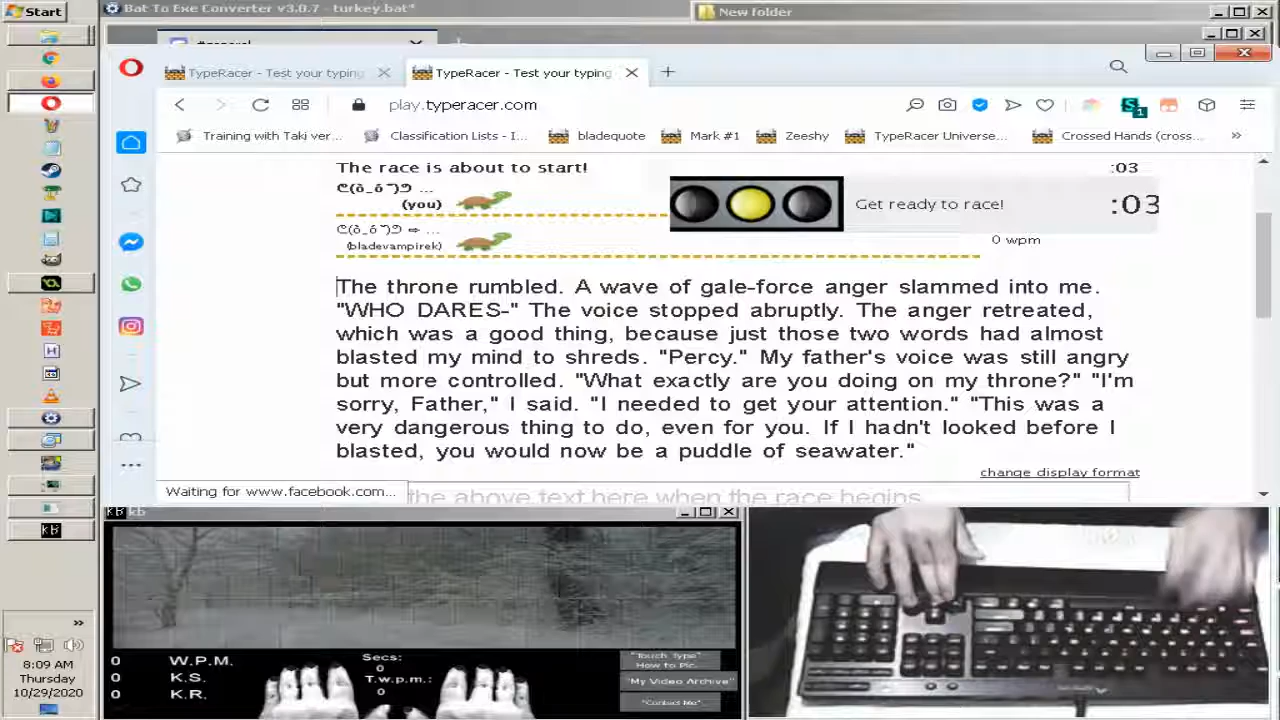 Start
Bat To Exe Converter v3.0.7 - turkey.bat*
New folder
TypeRacer - Test your typing
TypeRacer - Test your typing
play.typeracer.com
Training with Taki ver...
Classification Lists - I...
bladequote
Mark #1
Zeeshy
TypeRacer Universe...
Crossed Hands (cross...
The race is about to start!
:03
(you)
Get ready to race!
:03
(bladevampirek)
0 wpm
The throne rumbled. A wave of gale-force anger slammed into me.
"WHO DARES-" The voice stopped abruptly. The anger retreated,
which was a good thing, because just those two words had almost
blasted my mind to shreds. "Percy." My father's voice was still angry
but more controlled. "What exactly are you doing on my throne?" "I'm
sorry, Father," I said. "I needed to get your attention." "This was a
very dangerous thing to do, even for you. If I hadn't looked before I
blasted, you would now be a puddle of seawater."
change display format
the above text here when the race begins
Waiting for www.facebook.com...
kb
0 W.P.M.
0 K.S.
0 K.R.
Secs:
0
T.w.p.m.:
0
"Touch Type"
How to Pic.
"My Video Archive"
"Contact Me"
8:09 AM
Thursday
10/29/2020